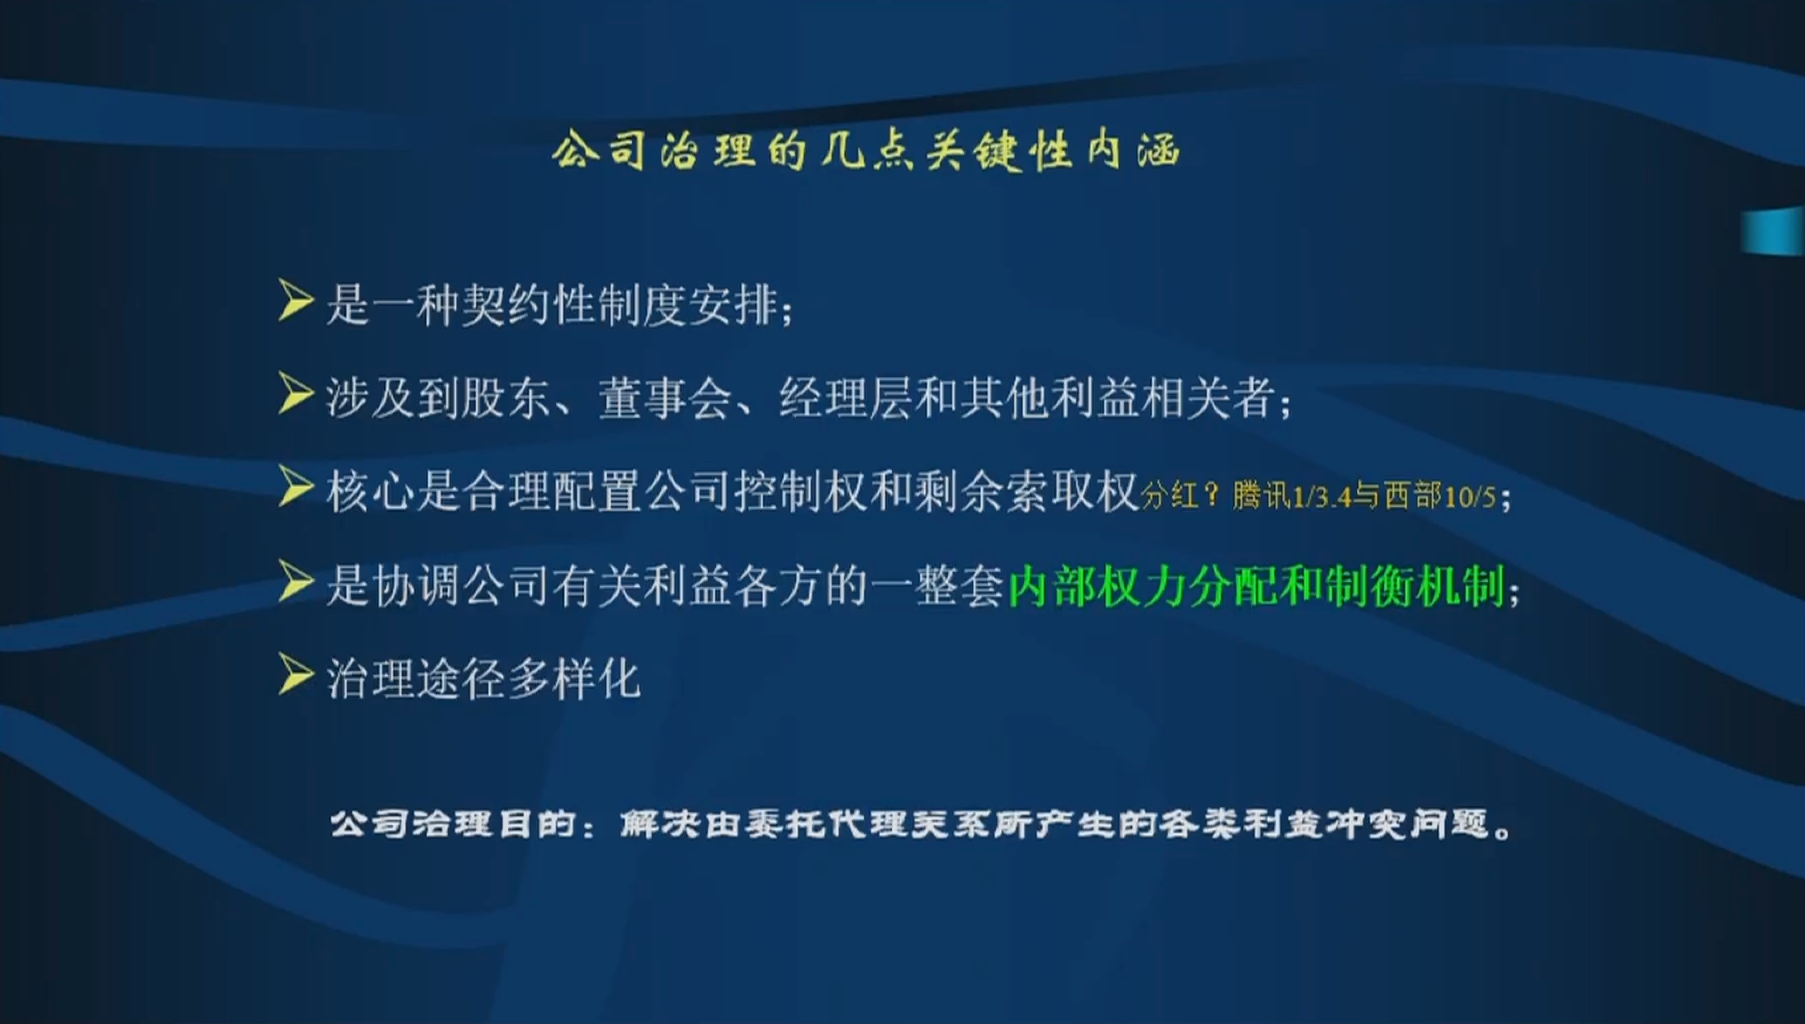 公司治理的几点关键性内涵
是一种契约性制度安排;
涉及到股东、董事会、经理层和其他利益相关者;
核心是合理配置公司控制权和剩余索取权分红？腾讯1/3.4与西部10/5;
是协调公司有关利益各方的一整套内部权力分配和制衡机制;
治理途径多样化
公司治理目的：解决由委托代理关系所产生的各类利益冲突问题。